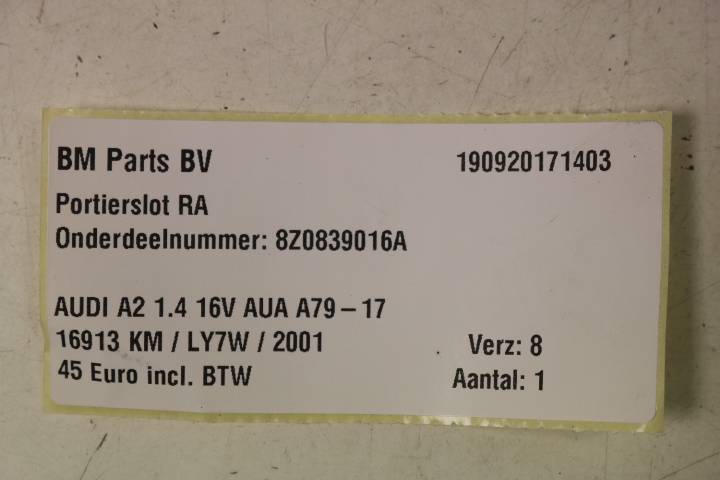 BM Parts BV 190920171403
Portierslot RA
Onderdeelnummer: 8Z0839016A
AUDI A2 1.4 16V AUA A79-17
16913 KM / LY7W / 2001 Verz: 8
45 Euro incl. BTW Aantal: 1